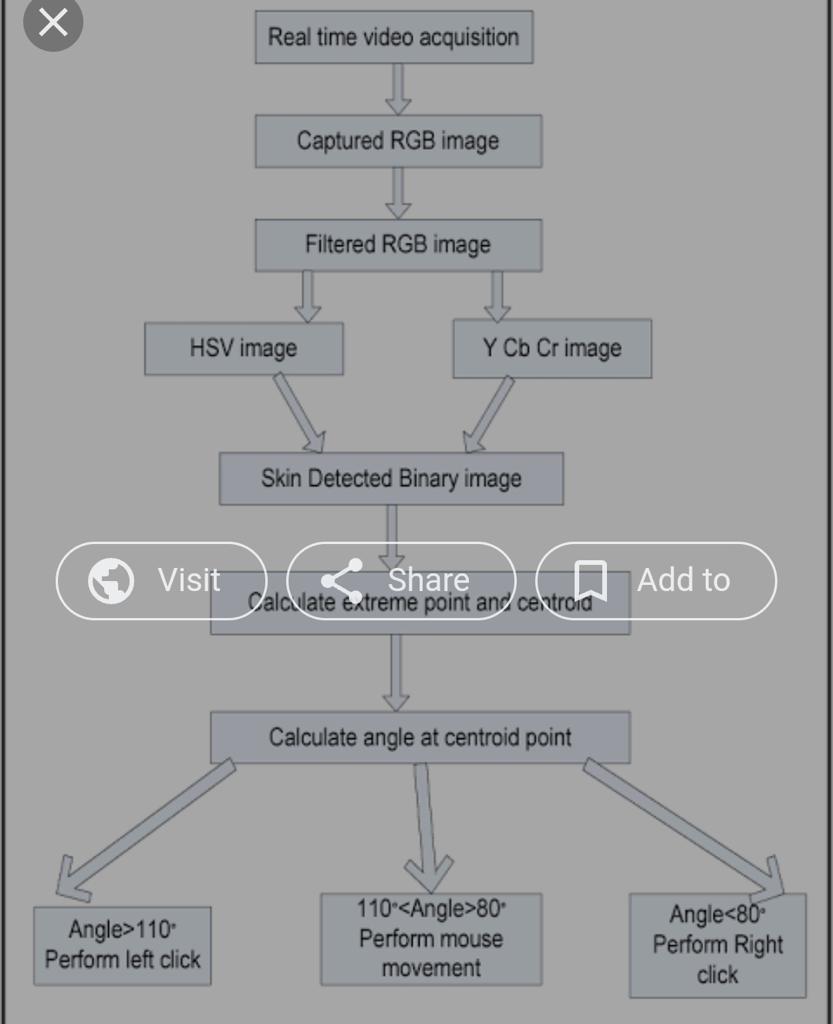 Real time video acquisition
Captured RGB image
Filtered RGB image
HSV image
Y Cb Cr image
Skin Detected Binary image
Visit
Share
Add to
Calculate extreme point and centroid
Calculate angle at centroid point
Angle>110°
Perform left click
110°<Angle>80°
Perform mouse
movement
Angle<80°
Perform Right
click